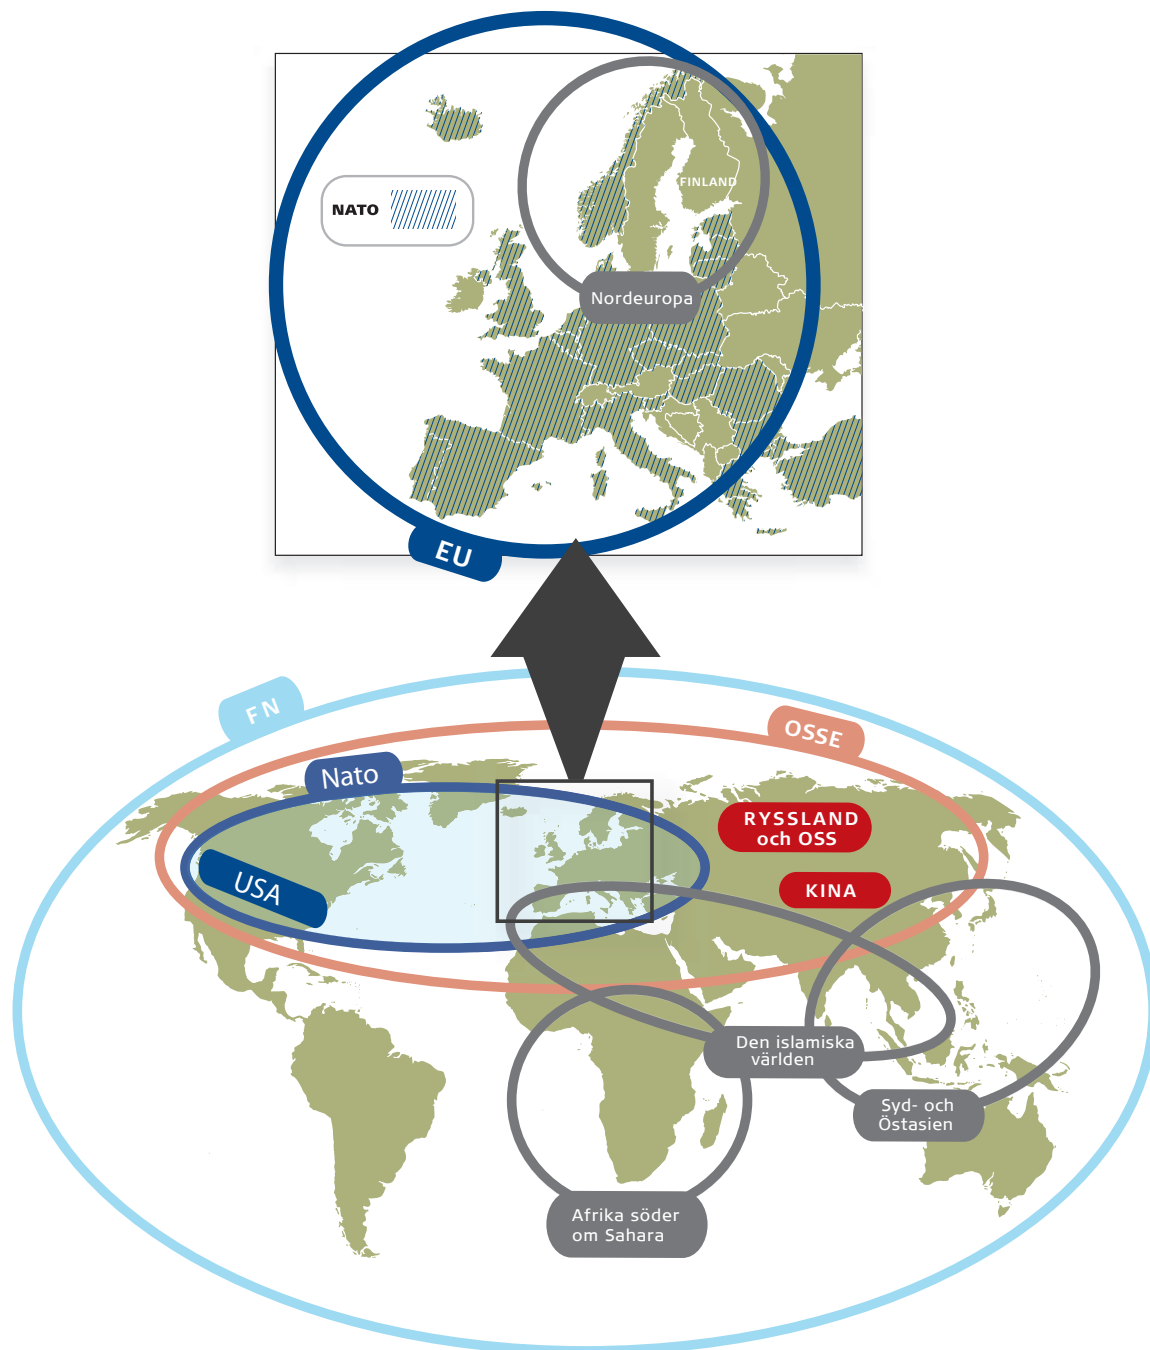 FINLAND
NATO
Nordeuropa
EU
FN
OSSE
Nato
RYSSLAND
och OSS
USA
KINA
Den islamiska
världen
Syd- och
Östasien
Afrika söder
om Sahara